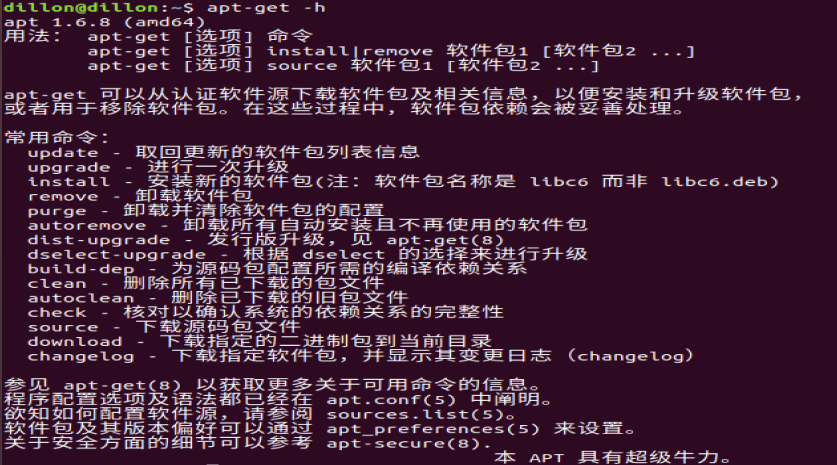 dillon@dillon:~$ apt-get -h
apt 1.6.8 (amd64)
用法： apt-get [选项] 命令
apt-get [选项] install|remove 软件包1 [软件包2 ...]
apt-get [选项] source 软件包1 [软件包2 ...]
apt-get 可以从认证软件源下载软件包及相关信息，以便安装和升级软件包，
或者用于移除软件包。在这些过程中，软件包依赖会被妥善处理。
常用命令：
update - 取回更新的软件包列表信息
upgrade - 进行一次升级
install - 安装新的软件包(注：软件包名称是 libc6 而非 libc6.deb)
remove - 卸载软件包
purge - 卸载并清除软件包的配置
autoremove - 卸载所有自动安装且不再使用的软件包
dist-upgrade - 发行版升级，见 apt-get(8)
dselect-upgrade - 根据 dselect 的选择来进行升级
build-dep - 为源码包配置所需的编译依赖关系
clean - 删除所有已下载的包文件
autoclean - 删除已下载的旧包文件
check - 核对以确认系统的依赖关系的完整性
source - 下载源码包文件
download - 下载指定的二进制包到当前目录
changelog - 下载指定软件包，并显示其变更日志（changelog）
参见 apt-get(8) 以获取更多关于可用命令的信息。
程序配置选项及语法都已经在 apt.conf(5) 中阐明。
欲知如何配置软件源，请参阅 sources.list(5)。
软件包及其版本偏好可以通过 apt_preferences(5) 来设置。
关于安全方面的细节可以参考 apt-secure(8).
本 APT 具有超级牛力。